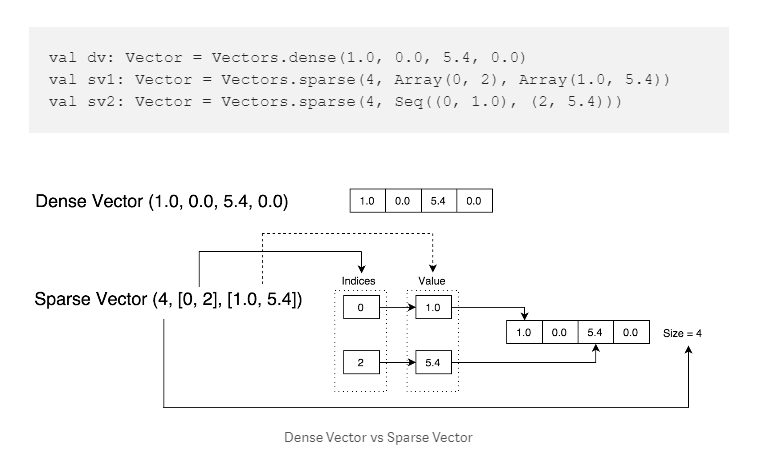 val dv: Vector = Vectors.dense(1.0, 0.0, 5.4, 0.0)
val sv1: Vector = Vectors.sparse(4, Array(0, 2), Array(1.0, 5.4))
val sv2: Vector = Vectors.sparse(4, Seq((0, 1.0), (2, 5.4)))
Dense Vector (1.0, 0.0, 5.4, 0.0)
1.0 0.0 5.4 0.0
Indices Value
Sparse Vector (4, [0, 2], [1.0, 5.4])
0 1.0
1.0 0.0 5.4 0.0 Size = 4
2 5.4
Dense Vector vs Sparse Vector